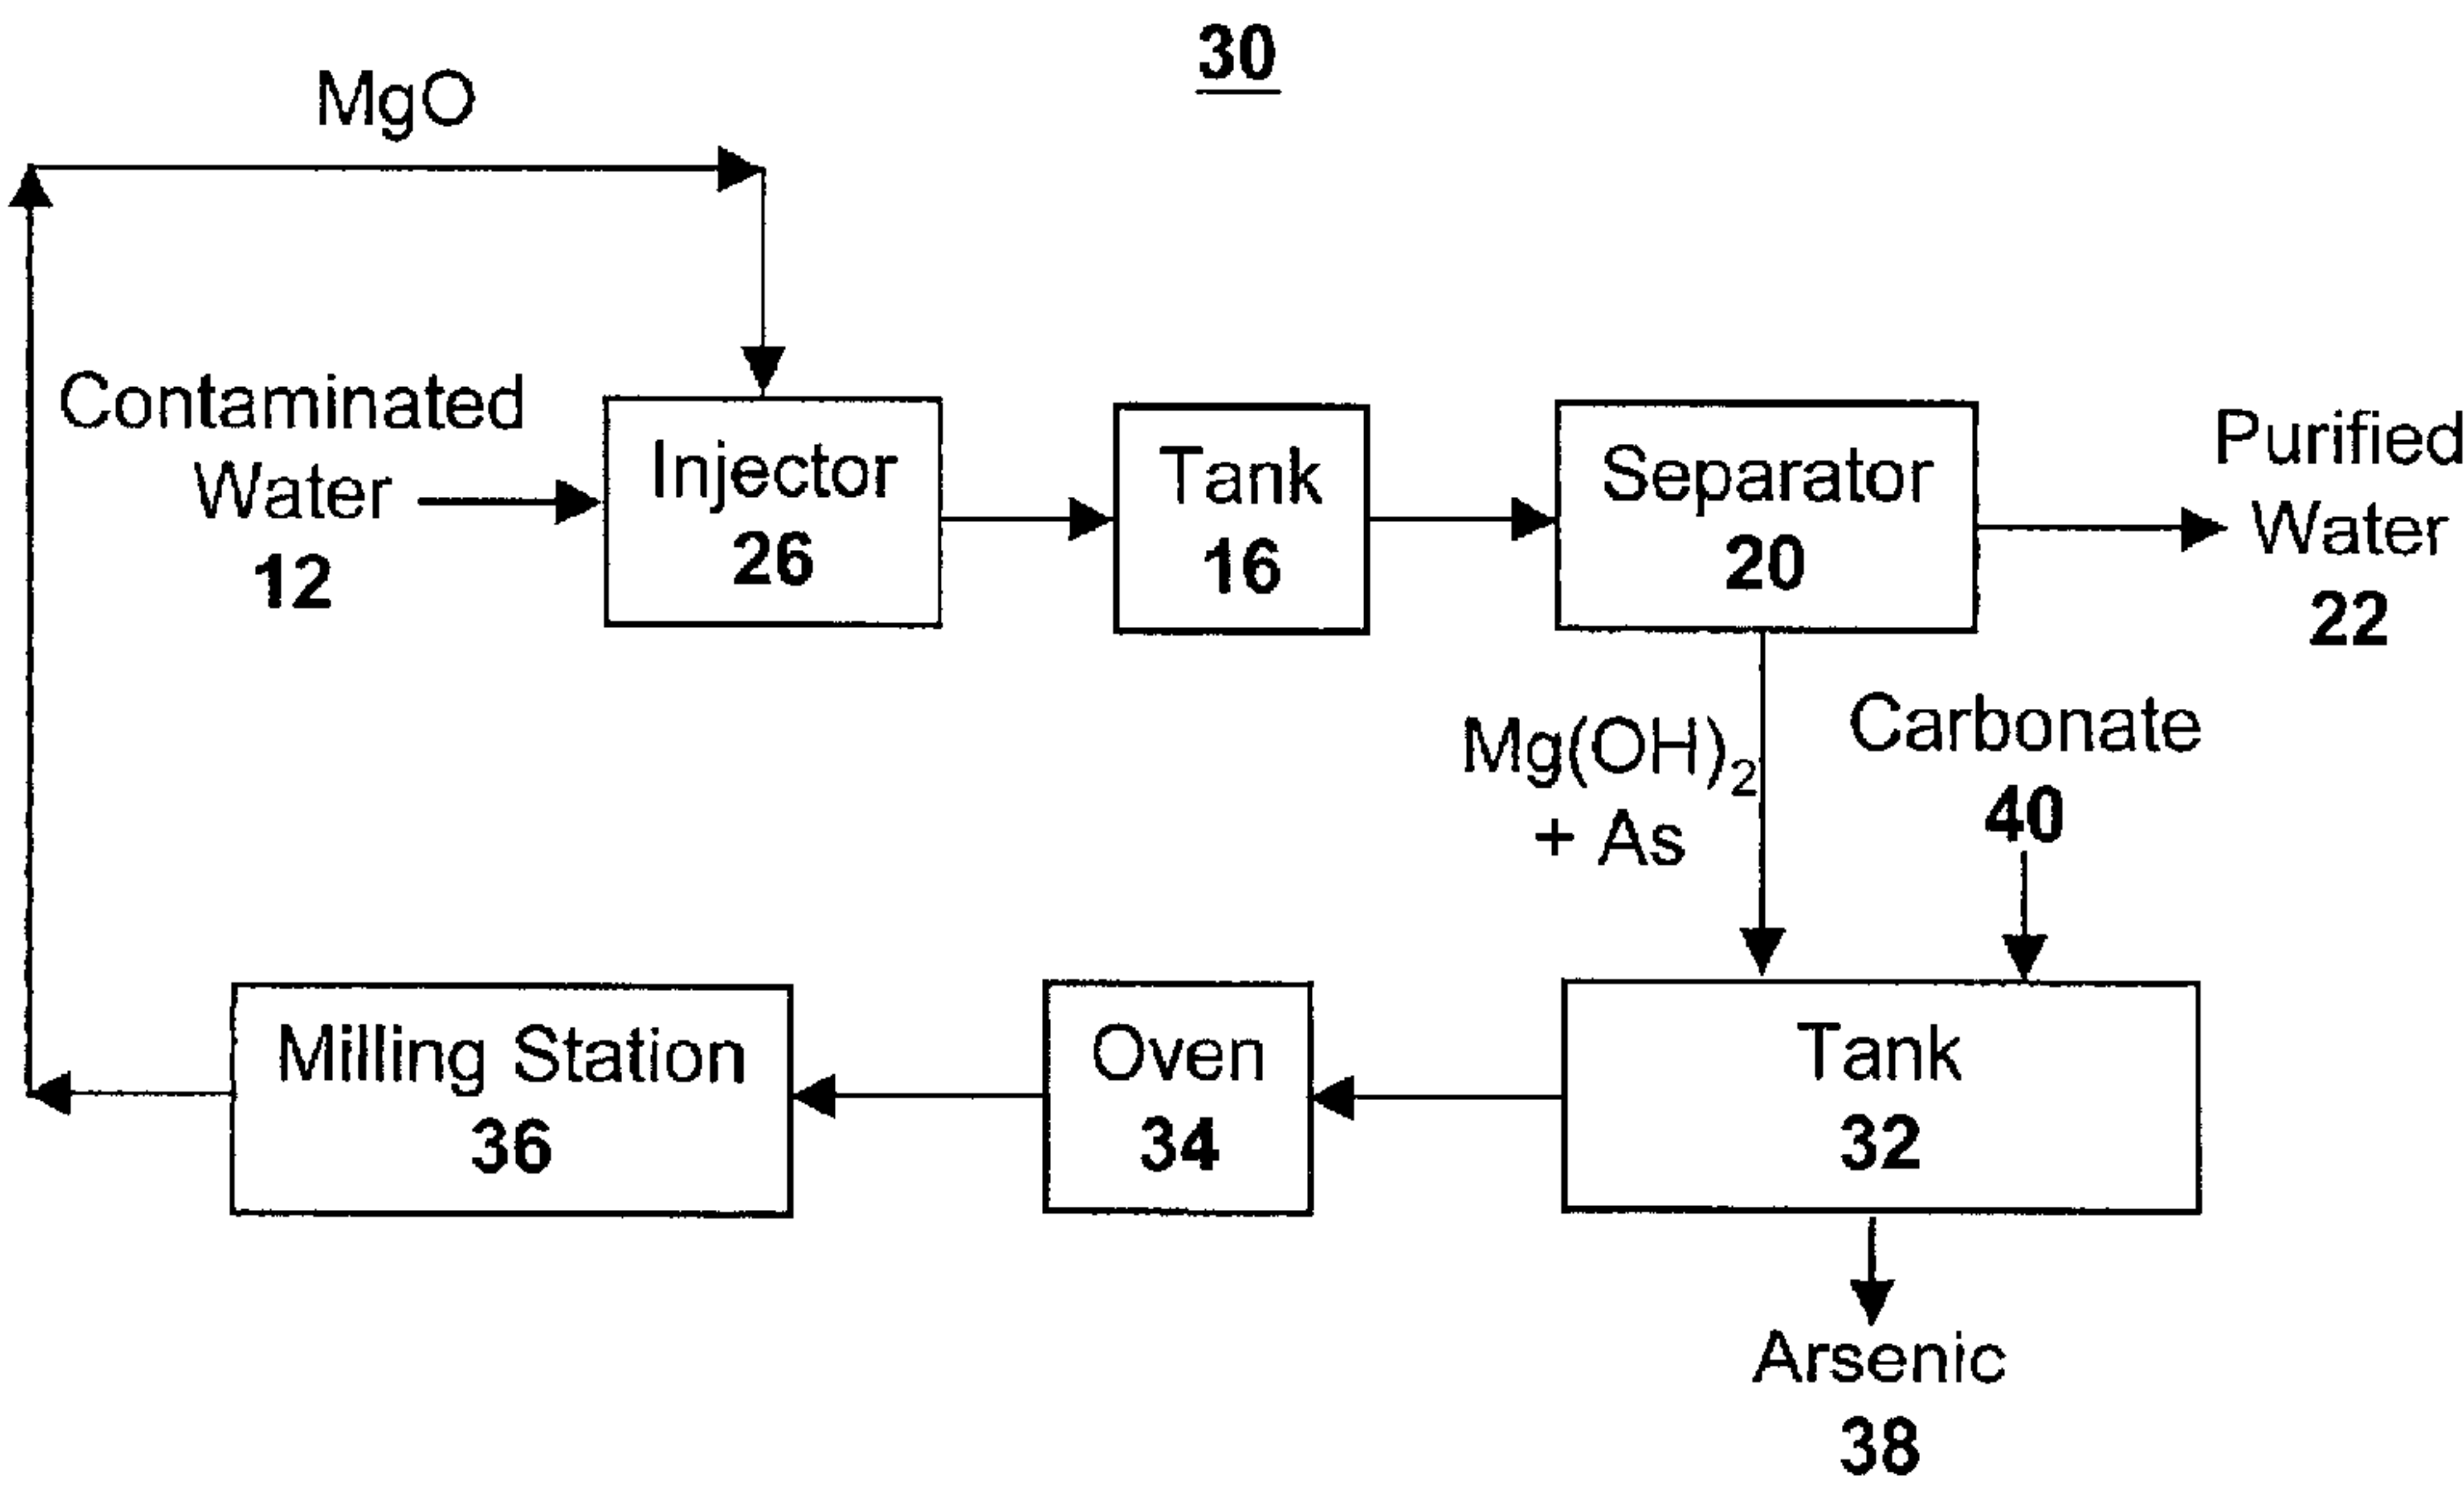 30
MgO
Contaminated
Water
12
Injector
26
Tank
16
Separator
20
Purified
Water
22
Mg(OH)₂
+ As
Carbonate
40
Milling Station
36
Oven
34
Tank
32
Arsenic
38